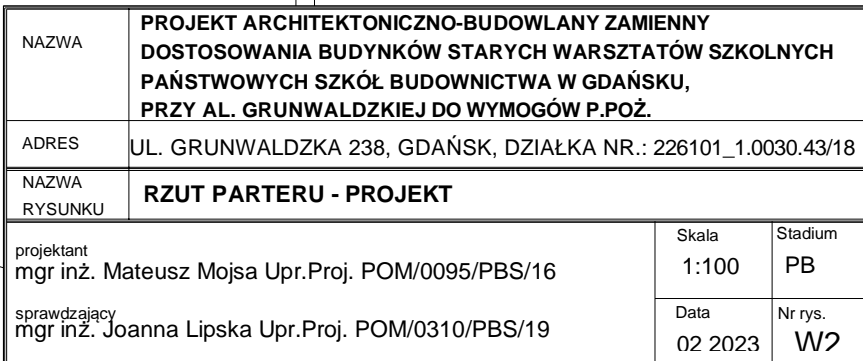 NAZWA
PROJEKT ARCHITEKTONICZNO-BUDOWLANY ZAMIENNY
DOSTOSOWANIA BUDYNKÓW STARYCH WARSZTATÓW SZKOLNYCH
PAŃSTWOWYCH SZKÓŁ BUDOWNICTWA W GDAŃSKU,
PRZY AL. GRUNWALDZKIEJ DO WYMOGÓW P.POŻ.
ADRES
UL. GRUNWALDZKA 238, GDAŃSK, DZIAŁKA NR.: 226101_1.0030.43/18
NAZWA
RYSUNKU
RZUT PARTERU - PROJEKT
projektant
mgr inż. Mateusz Mojsa Upr.Proj. POM/0095/PBS/16
sprawdzający
mgr inż. Joanna Lipska Upr.Proj. POM/0310/PBS/19
Skala
1:100
Stadium
PB
Data
02 2023
Nr rys.
W2